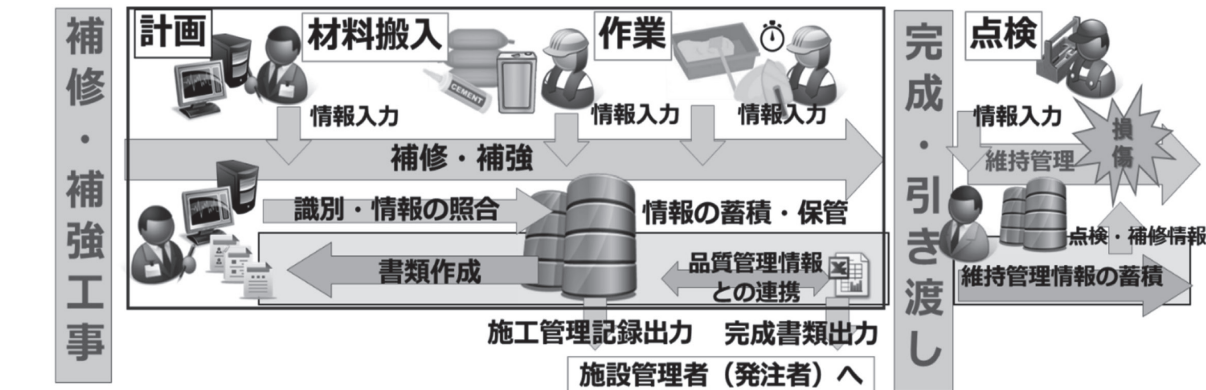 補修・補強工事
計画
材料搬入
CEMENT
作業
情報入力
情報入力
情報入力
補修・補強
識別・情報の照合
情報の蓄積・保管
書類作成
品質管理情報
との連携
施工管理記録出力
完成書類出力
施設管理者（発注者）へ
完成・引き渡し
点検
情報入力
損傷
維持管理
点検・補修情報
維持管理情報の蓄積